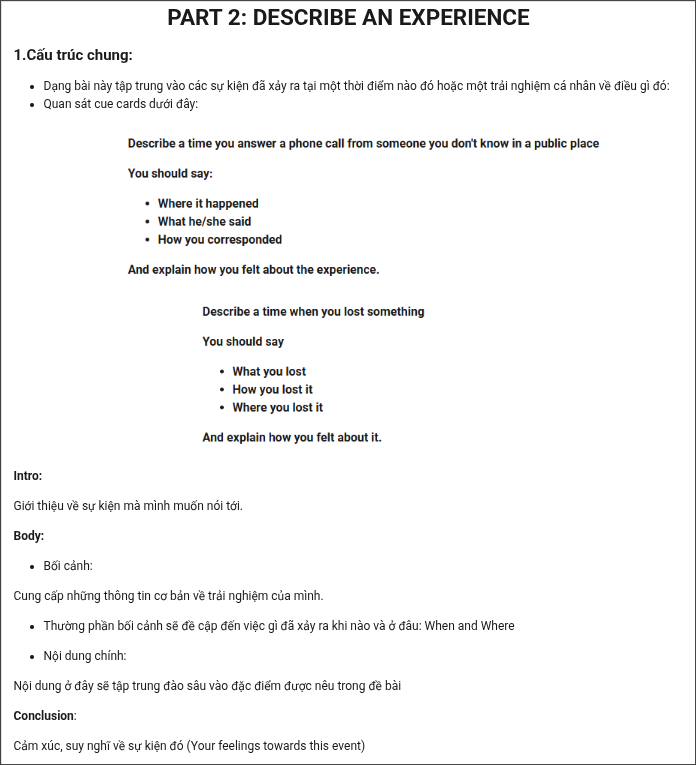 PART 2: DESCRIBE AN EXPERIENCE
1.Cấu trúc chung:
• Dạng bài này tập trung vào các sự kiện đã xảy ra tại một thời điểm nào đó hoặc một trải nghiệm cá nhân về điều gì đó:
• Quan sát cue cards dưới đây:
Describe a time you answer a phone call from someone you don't know in a public place
You should say:
• Where it happened
• What he/she said
• How you corresponded
And explain how you felt about the experience.
Describe a time when you lost something
You should say
• What you lost
• How you lost it
• Where you lost it
And explain how you felt about it.
Intro:
Giới thiệu về sự kiện mà mình muốn nói tới.
Body:
• Bối cảnh:
Cung cấp những thông tin cơ bản về trải nghiệm của mình.
• Thường phần bối cảnh sẽ đề cập đến việc gì đã xảy ra khi nào và ở đâu: When and Where
• Nội dung chính:
Nội dung ở đây sẽ tập trung đào sâu vào đặc điểm được nêu trong đề bài
Conclusion:
Cảm xúc, suy nghĩ về sự kiện đó (Your feelings towards this event)